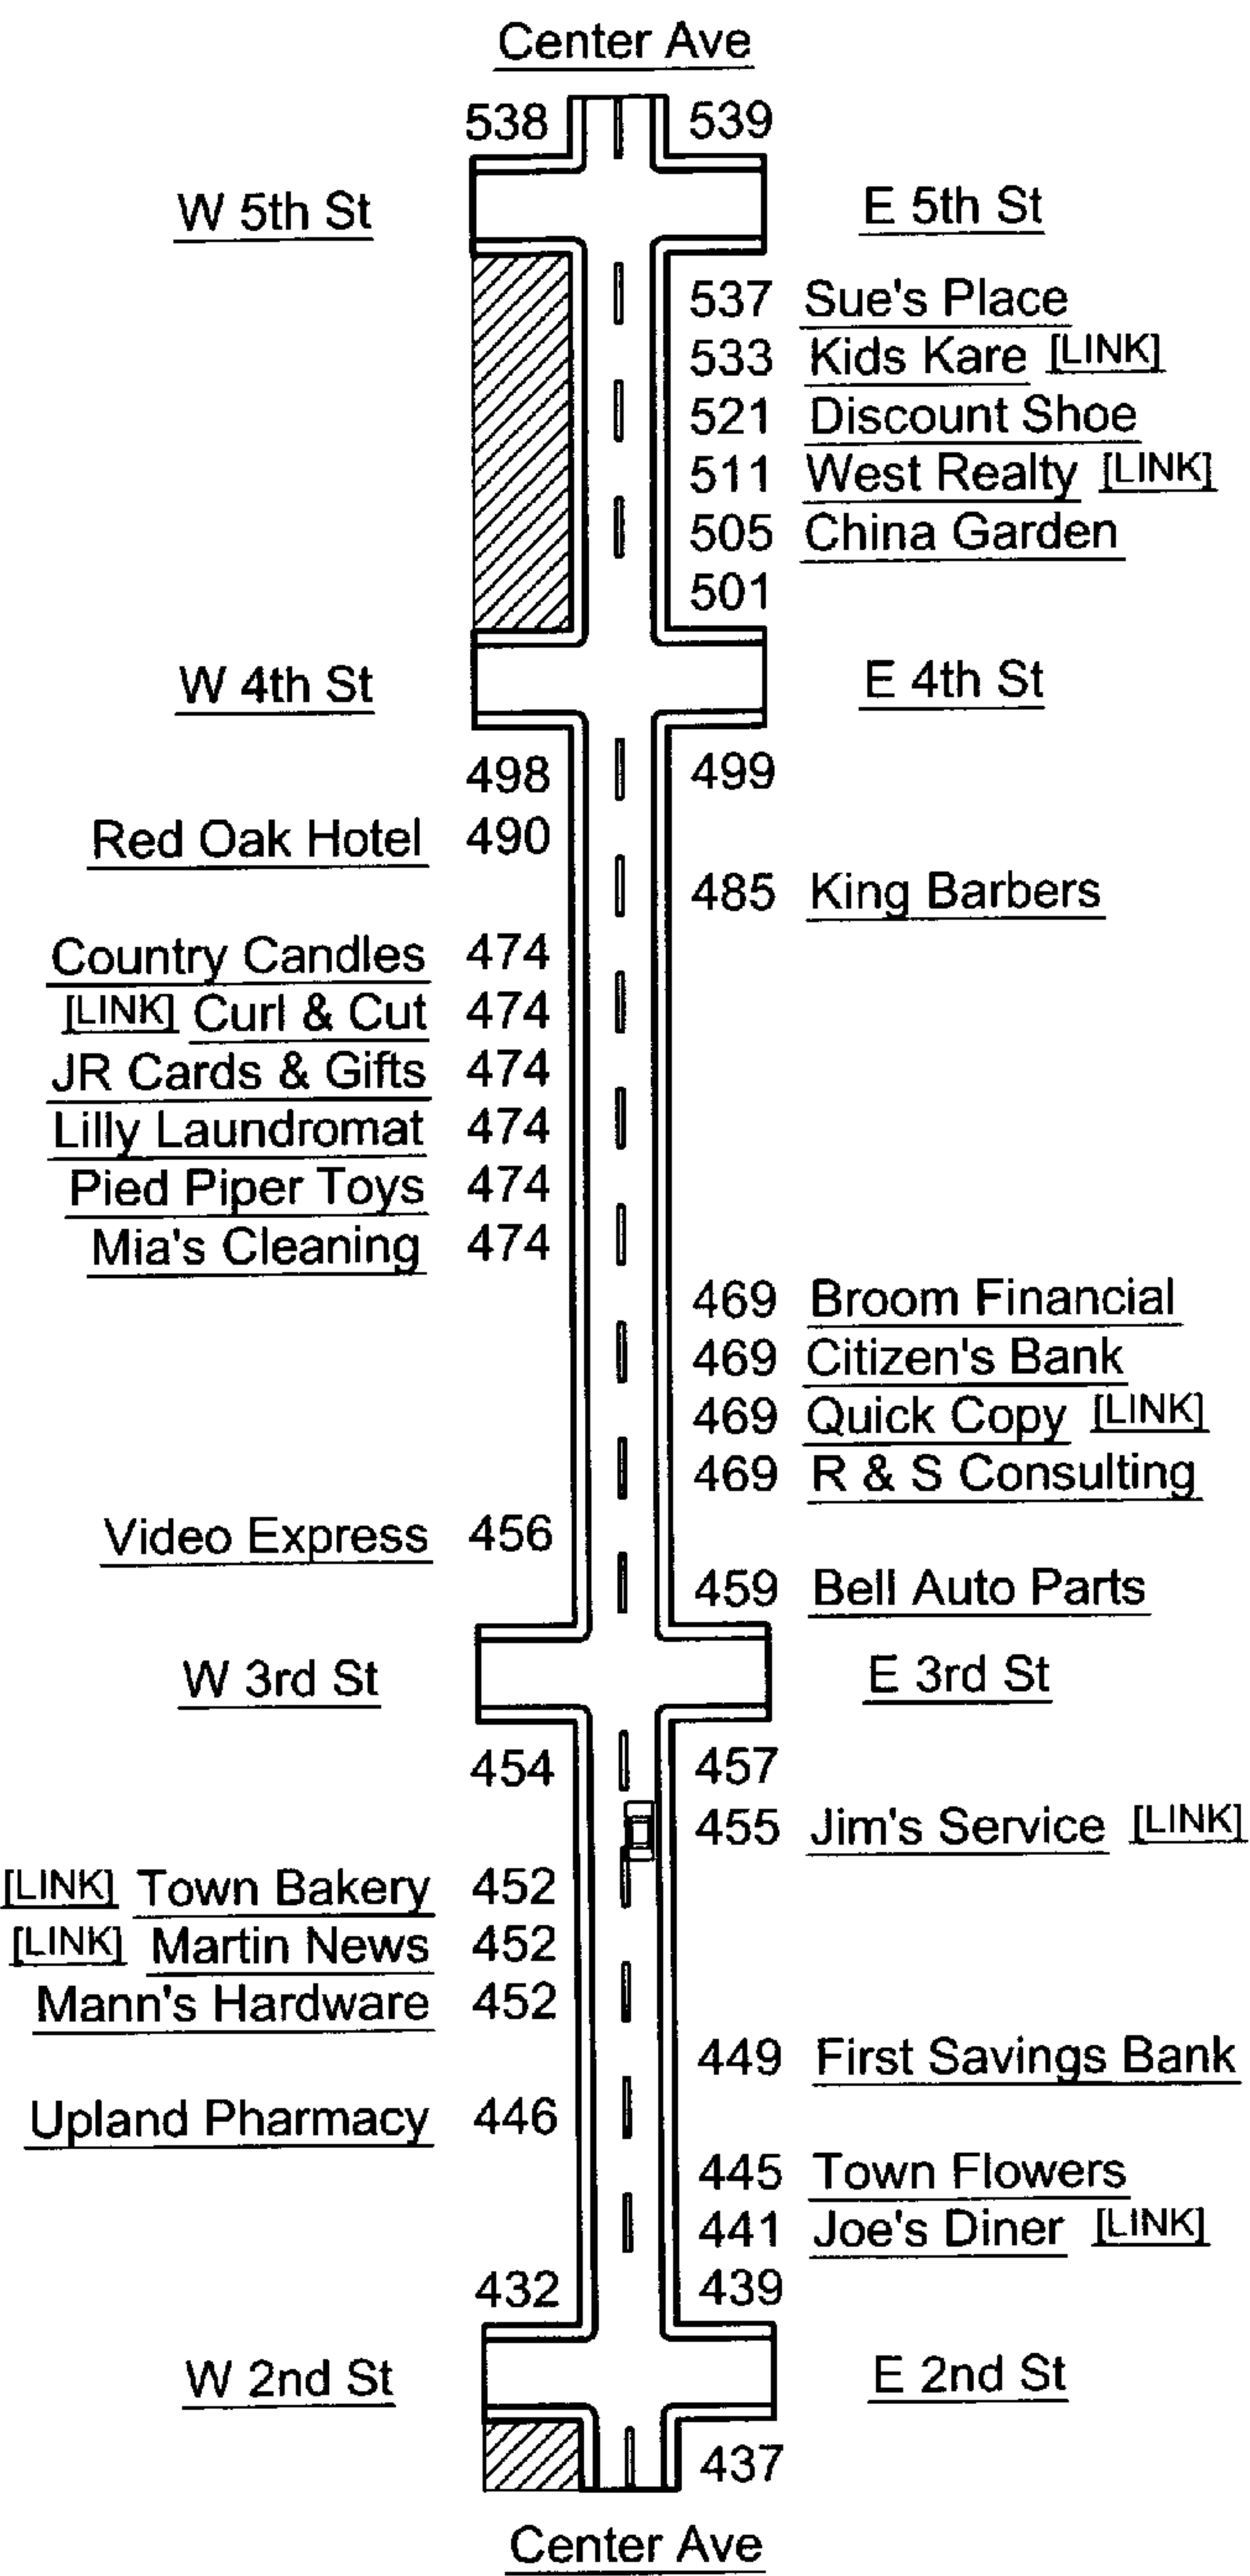 Center Ave
538 539
W 5th St E 5th St
537 Sue's Place
533 Kids Kare [LINK]
521 Discount Shoe
511 West Realty [LINK]
505 China Garden
501
W 4th St E 4th St
498 499
Red Oak Hotel 490
485 King Barbers
Country Candles 474
[LINK] Curl & Cut 474
JR Cards & Gifts 474
Lilly Laundromat 474
Pied Piper Toys 474
Mia's Cleaning 474
469 Broom Financial
469 Citizen's Bank
469 Quick Copy [LINK]
469 R & S Consulting
Video Express 456
459 Bell Auto Parts
W 3rd St E 3rd St
454 457
455 Jim's Service [LINK]
[LINK] Town Bakery 452
[LINK] Martin News 452
Mann's Hardware 452
449 First Savings Bank
Upland Pharmacy 446
445 Town Flowers
441 Joe's Diner [LINK]
432 439
W 2nd St E 2nd St
437
Center Ave